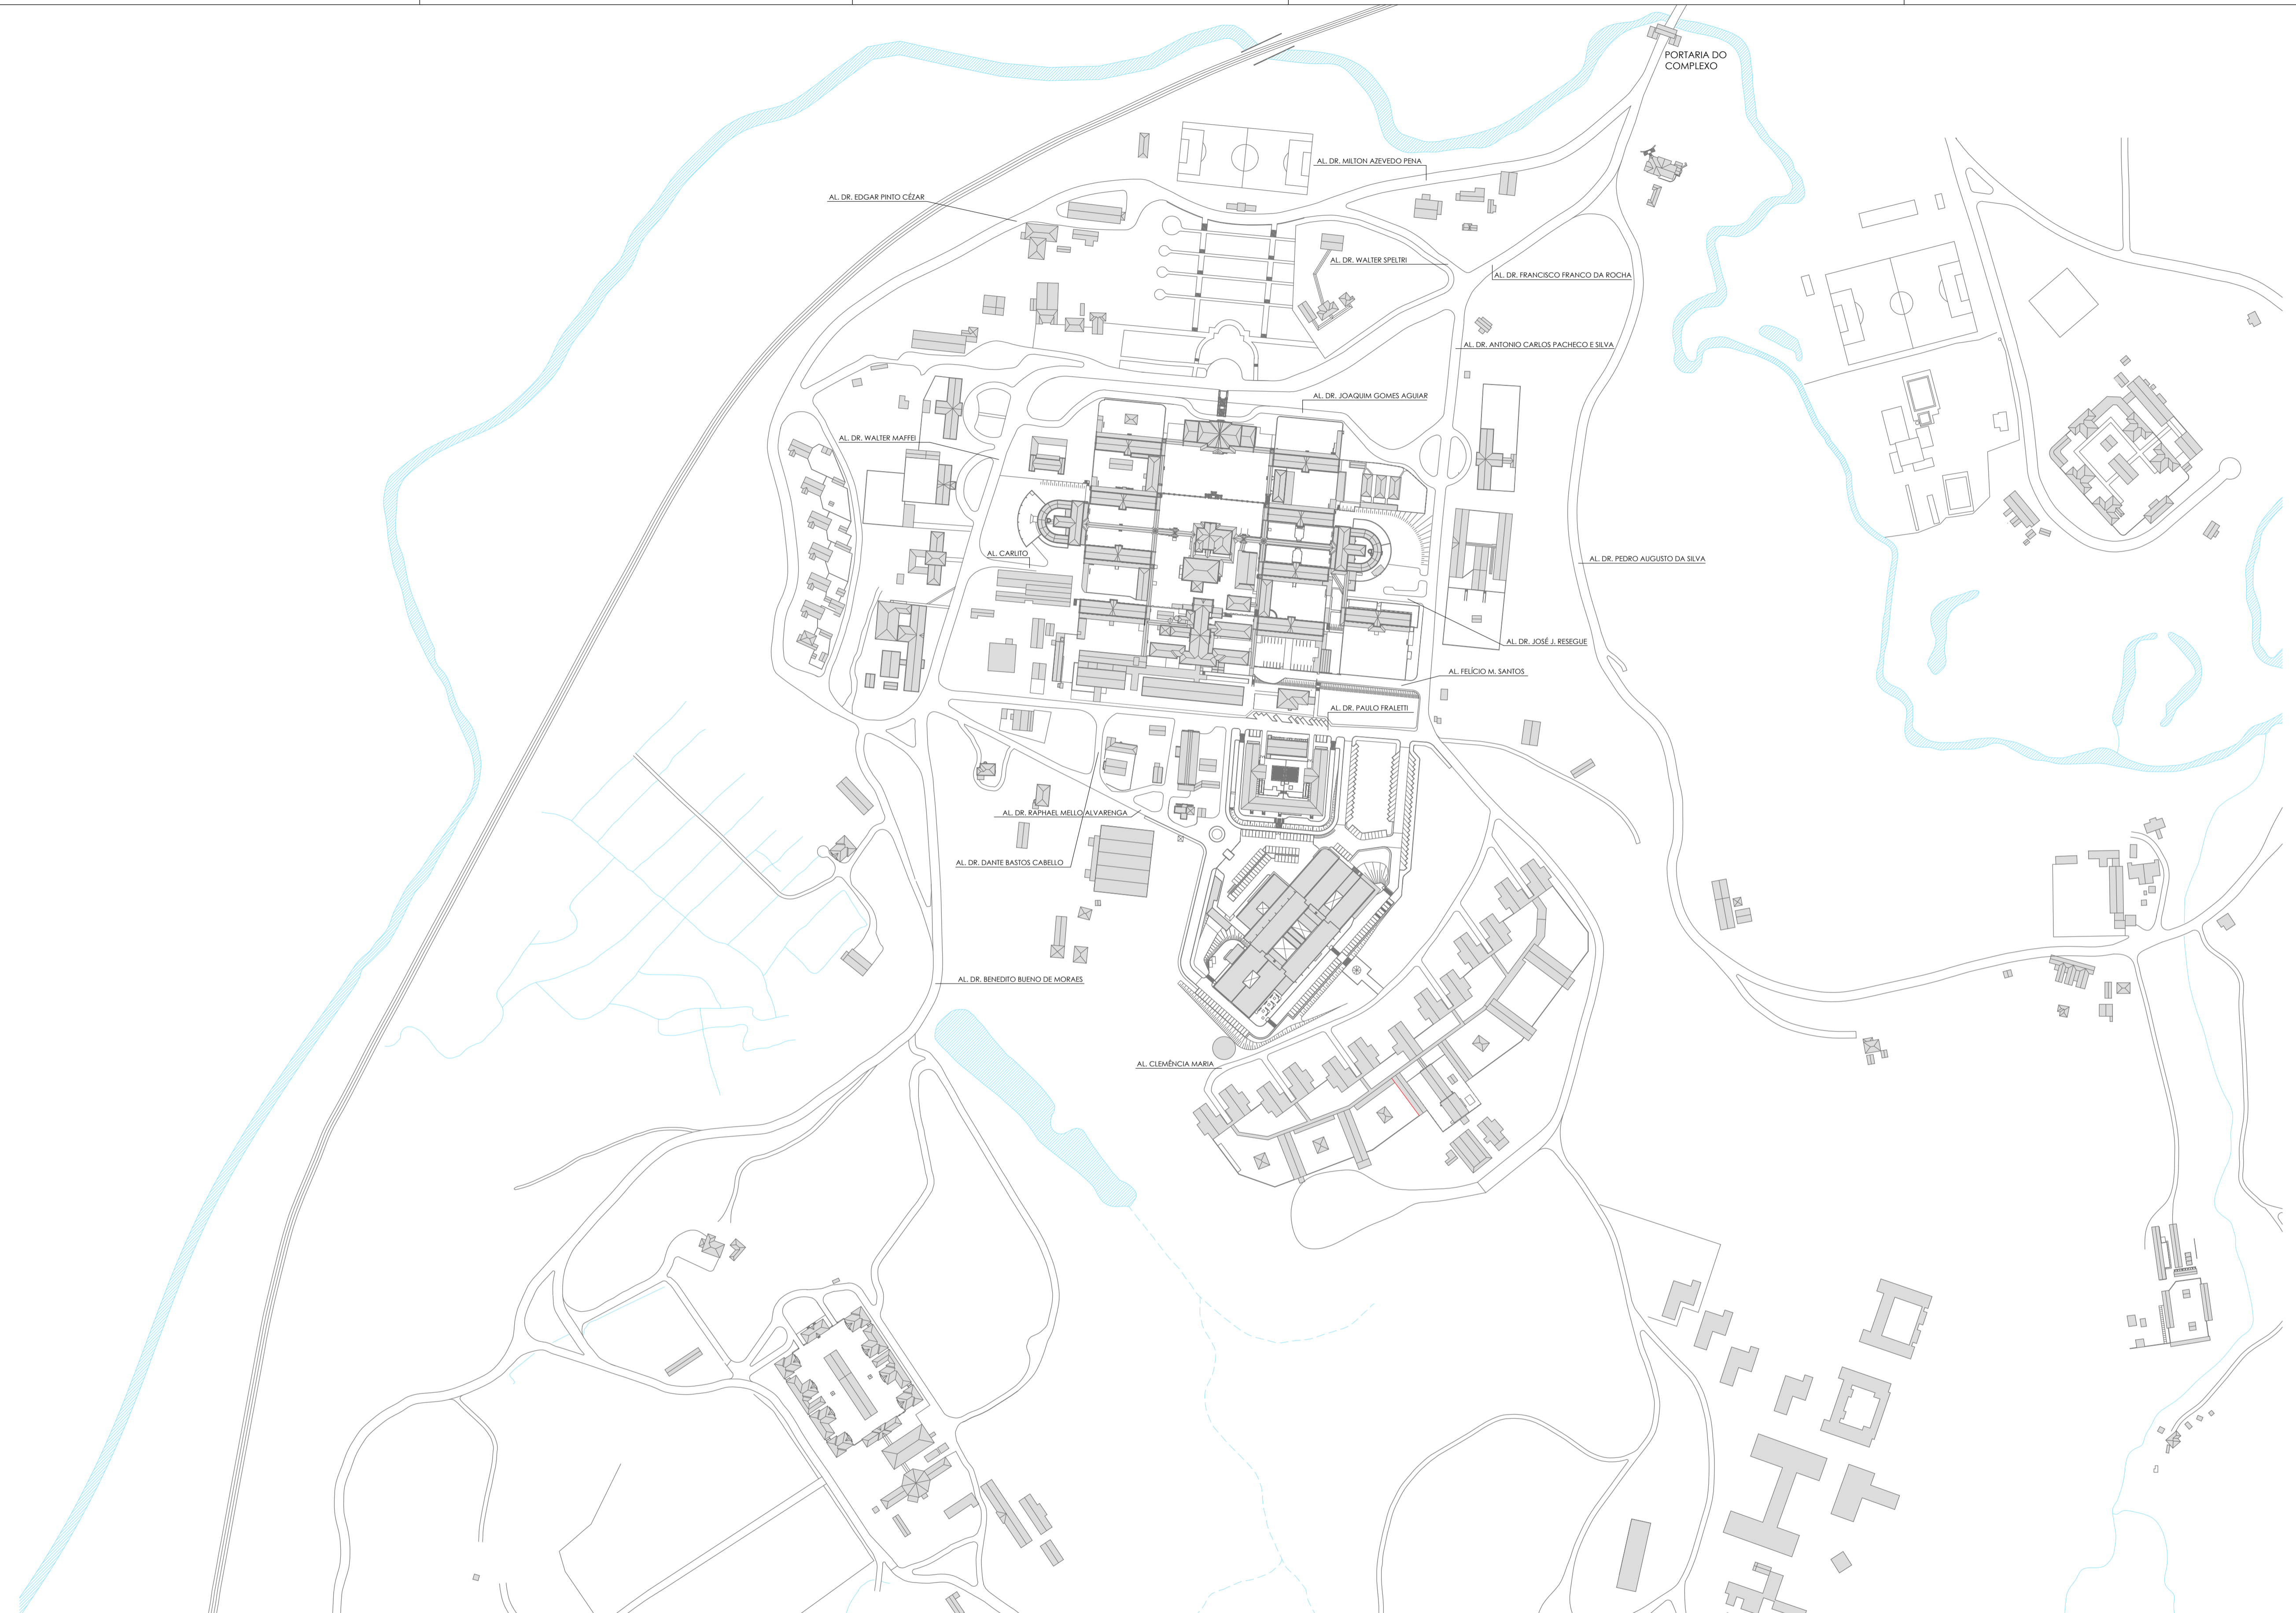 PORTARIA DO
COMPLEXO
AL. DR. MILTON AZEVEDO PENA
AL. DR. EDGAR PINTO CÉZAR
AL. DR. WALTER SPELTRI
AL. DR. FRANCISCO FRANCO DA ROCHA
AL. DR. ANTONIO CARLOS PACHECO E SILVA
AL. DR. JOAQUIM GOMES AGUIAR
AL. DR. WALTER MAFFEI
AL. CARLITO
AL. DR. PEDRO AUGUSTO DA SILVA
AL. DR. JOSÉ J. RESEGUE
AL. FELÍCIO M. SANTOS
AL. DR. PAULO FRALETTI
AL. DR. RAPHAEL MELLO ALVARENGA
AL. DR. DANTE BASTOS CABELLO
AL. DR. BENEDITO BUENO DE MORAES
AL. CLEMÊNCIA MARIA